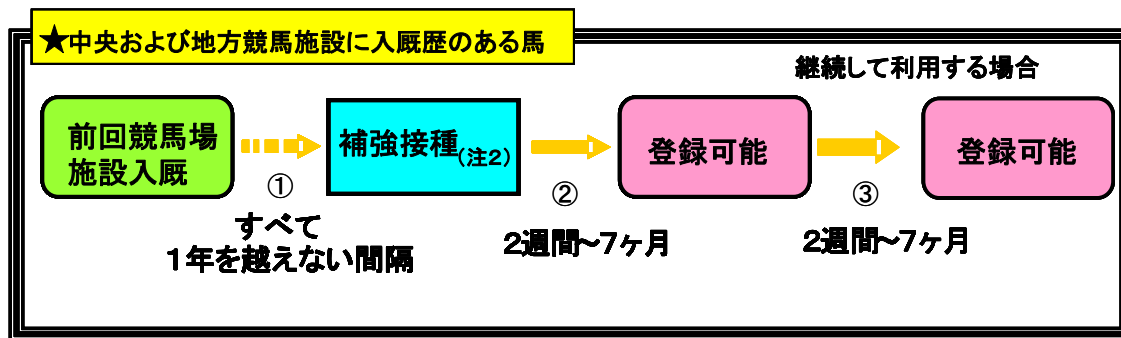 ★中央および地方競馬施設に入厩歴のある馬
継続して利用する場合
前回競馬場
施設入厩
補強接種(注2)
登録可能
登録可能
①
②
③
すべて
1年を越えない間隔
2週間~7ヶ月
2週間~7ヶ月